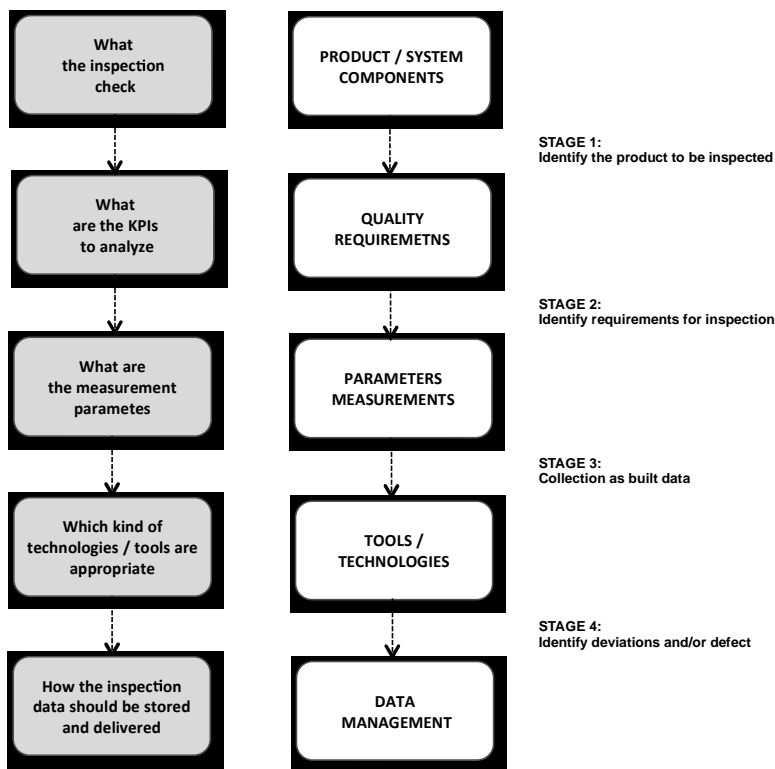 What
the inspection
check
PRODUCT / SYSTEM
COMPONENTS
STAGE 1:
Identify the product to be inspected
What
are the KPIs
to analyze
QUALITY
REQUIREMETNS
STAGE 2:
Identify requirements for inspection
What are
the measurement
parametes
PARAMETERS
MEASUREMENTS
STAGE 3:
Collection as built data
Which kind of
technologies / tools are
appropriate
TOOLS /
TECHNOLOGIES
STAGE 4:
Identify deviations and/or defect
How the inspection
data should be stored
and delivered
DATA
MANAGEMENT